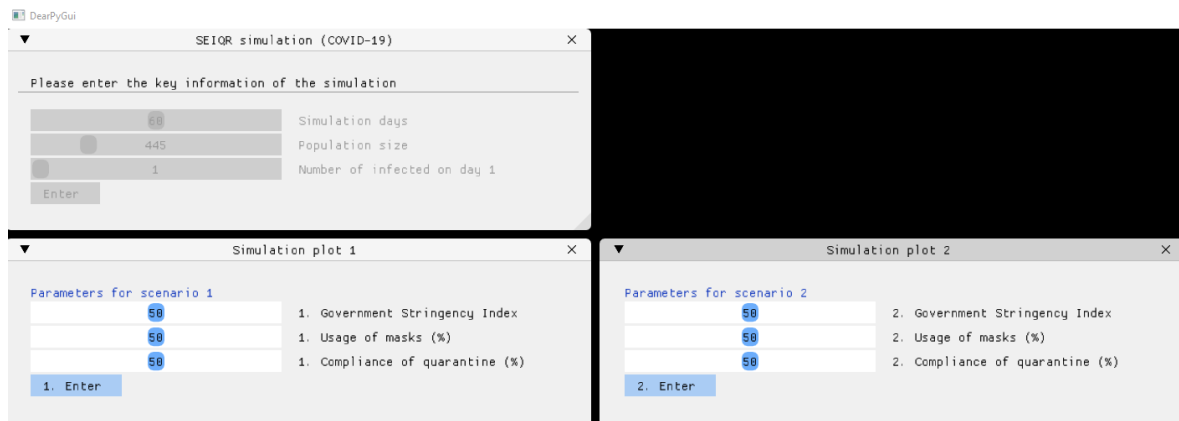 DearPyGui
SEIQR simulation (COVID-19)
Please enter the key information of the simulation
60 Simulation days
445 Population size
1 Number of infected on day 1
Enter
Simulation plot 1
Parameters for scenario 1
50 1. Government Stringency Index
50 1. Usage of masks (%)
50 1. Compliance of quarantine (%)
1. Enter
Simulation plot 2
Parameters for scenario 2
50 2. Government Stringency Index
50 2. Usage of masks (%)
50 2. Compliance of quarantine (%)
2. Enter